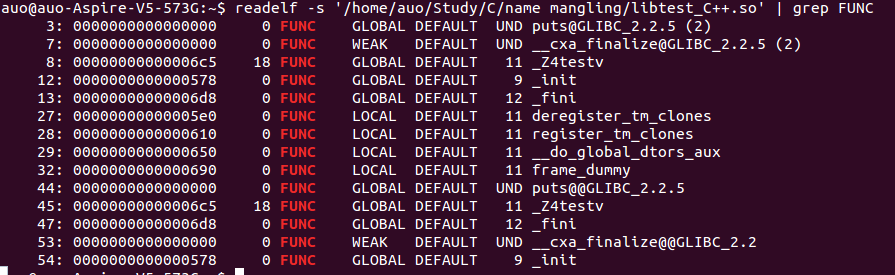 auo@auo-Aspire-V5-573G:~$ readelf -s '/home/auo/Study/C/name mangling/libtest_C++.so' | grep FUNC
3: 0000000000000000 0 FUNC GLOBAL DEFAULT UND puts@GLIBC_2.2.5 (2)
7: 0000000000000000 0 FUNC WEAK DEFAULT UND __cxa_finalize@GLIBC_2.2.5 (2)
8: 00000000000006c5 18 FUNC GLOBAL DEFAULT 11 _Z4testv
12: 0000000000000578 0 FUNC GLOBAL DEFAULT 9 _init
13: 00000000000006d8 0 FUNC GLOBAL DEFAULT 12 _fini
27: 00000000000005e0 0 FUNC LOCAL DEFAULT 11 deregister_tm_clones
28: 0000000000000610 0 FUNC LOCAL DEFAULT 11 register_tm_clones
29: 0000000000000650 0 FUNC LOCAL DEFAULT 11 __do_global_dtors_aux
32: 0000000000000690 0 FUNC LOCAL DEFAULT 11 frame_dummy
44: 0000000000000000 0 FUNC GLOBAL DEFAULT UND puts@@GLIBC_2.2.5
45: 00000000000006c5 18 FUNC GLOBAL DEFAULT 11 _Z4testv
47: 00000000000006d8 0 FUNC GLOBAL DEFAULT 12 _fini
53: 0000000000000000 0 FUNC WEAK DEFAULT UND __cxa_finalize@@GLIBC_2.2
54: 0000000000000578 0 FUNC GLOBAL DEFAULT 9 _init